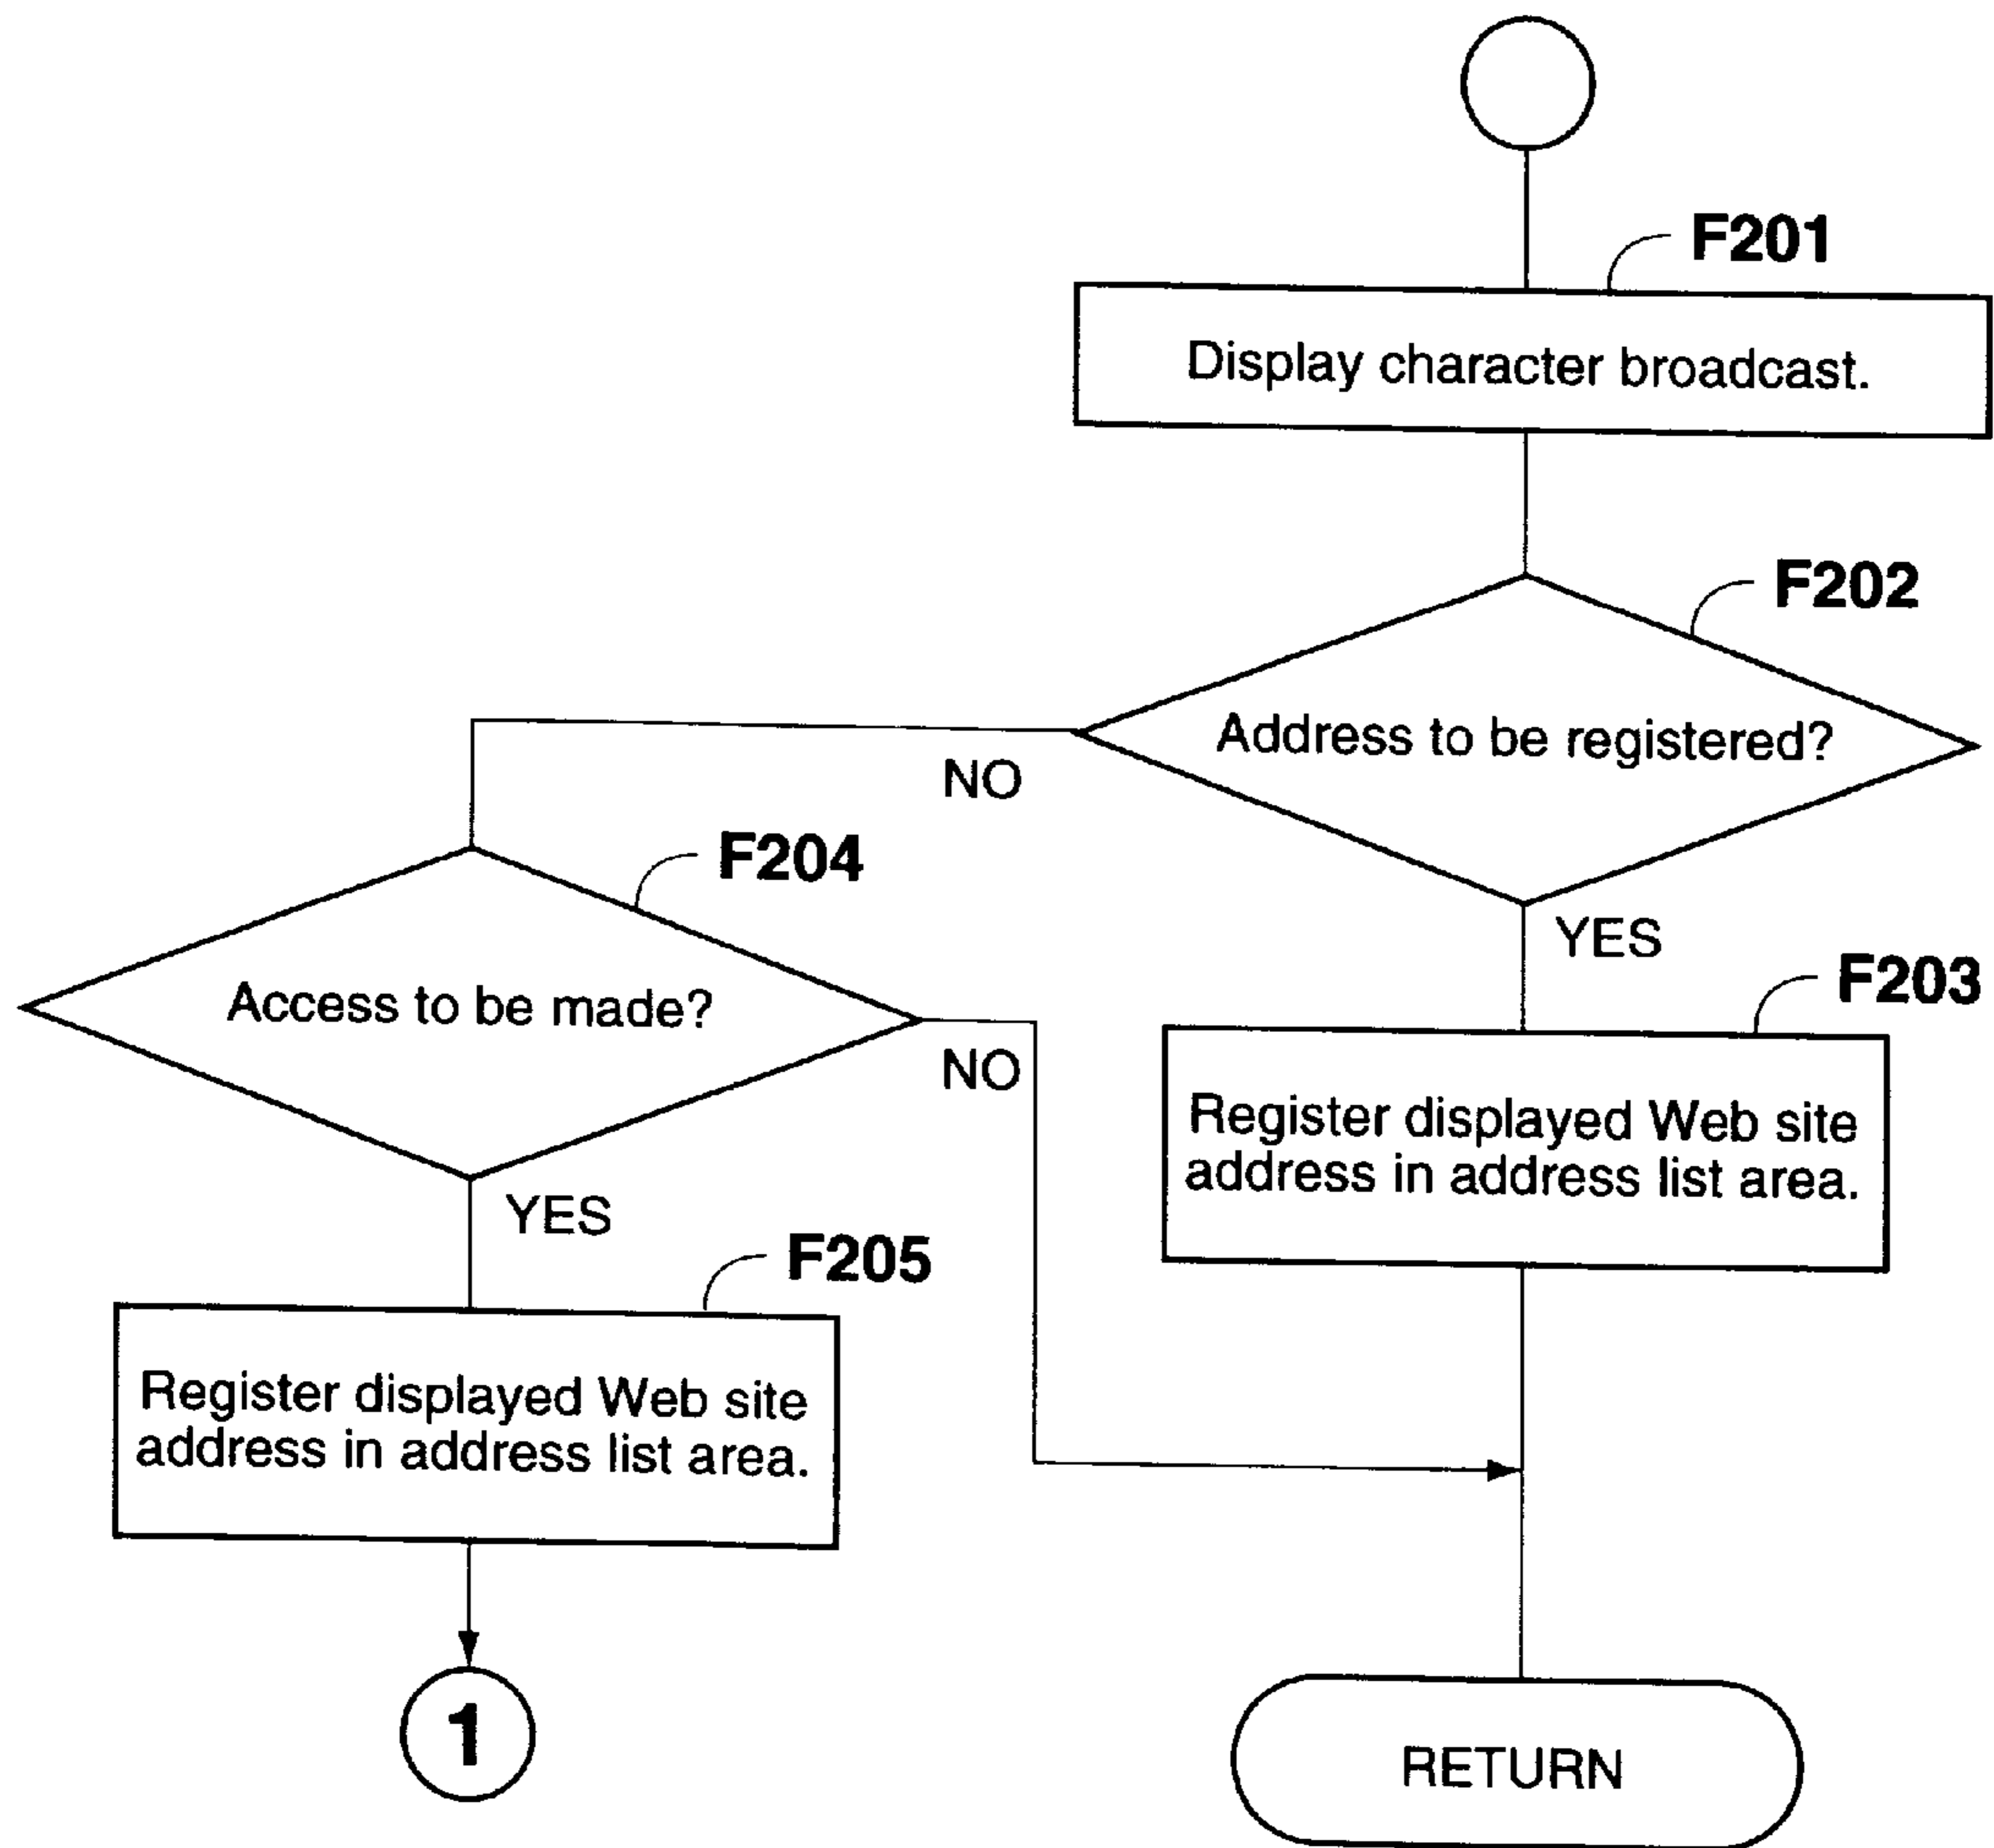 F201
Display character broadcast.
F202
Address to be registered?
NO
YES
F204
Access to be made?
NO
YES
F203
Register displayed Web site
address in address list area.
F205
Register displayed Web site
address in address list area.
1
RETURN